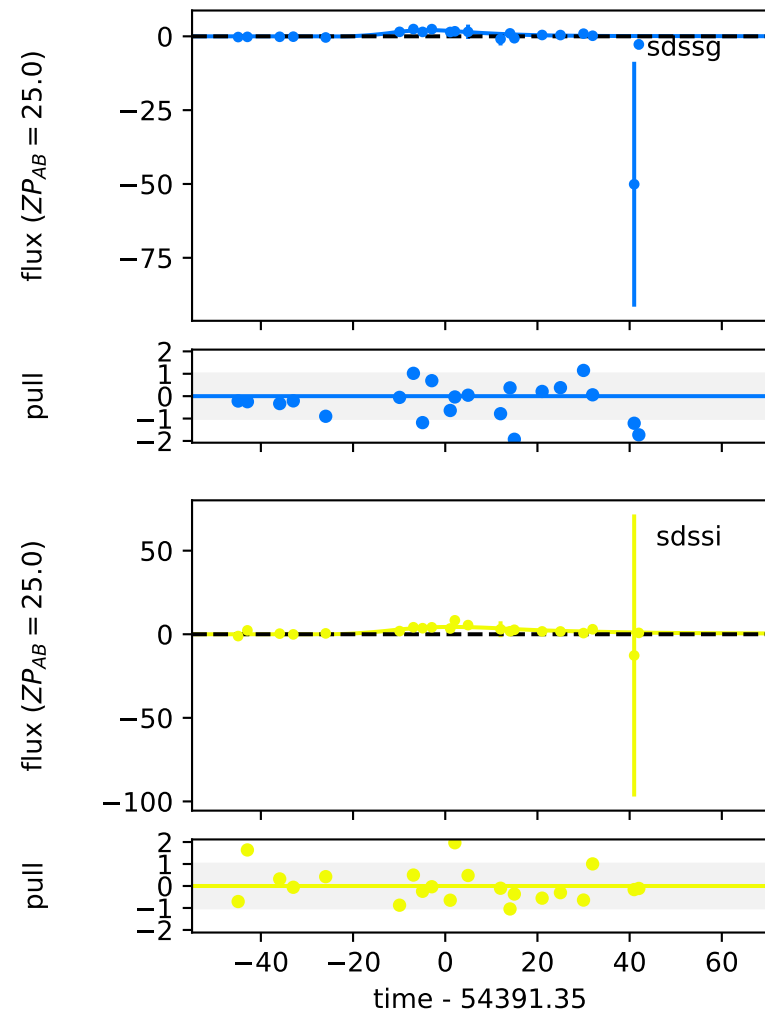 0
−25
−50
−75
flux (ZP_AB = 25.0)
sdssg
2
1
0
−1
−2
pull
50
0
−50
−100
flux (ZP_AB = 25.0)
sdssi
2
1
0
−1
−2
pull
−40 −20 0 20 40 60
time - 54391.35